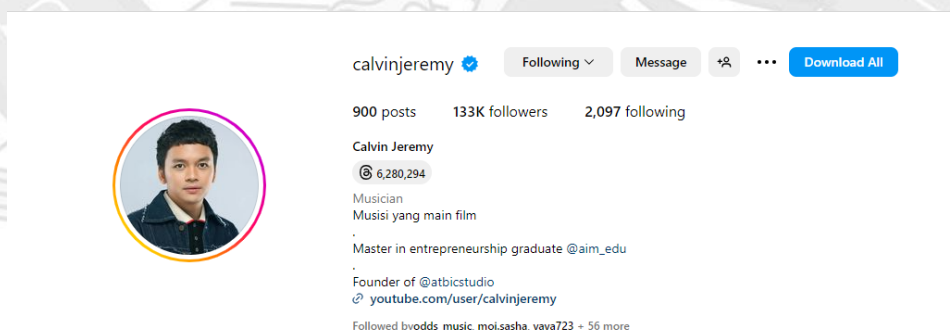 calvinjeremy Following Message Download All
900 posts 133K followers 2,097 following
Calvin Jeremy
6,280,294
Musician
Musisi yang main film
.
Master in entrepreneurship graduate @aim_edu
.
Founder of @atbicstudio
youtube.com/user/calvinjeremy
Followed byodds_music, moi.sasha, vava723 + 56 more